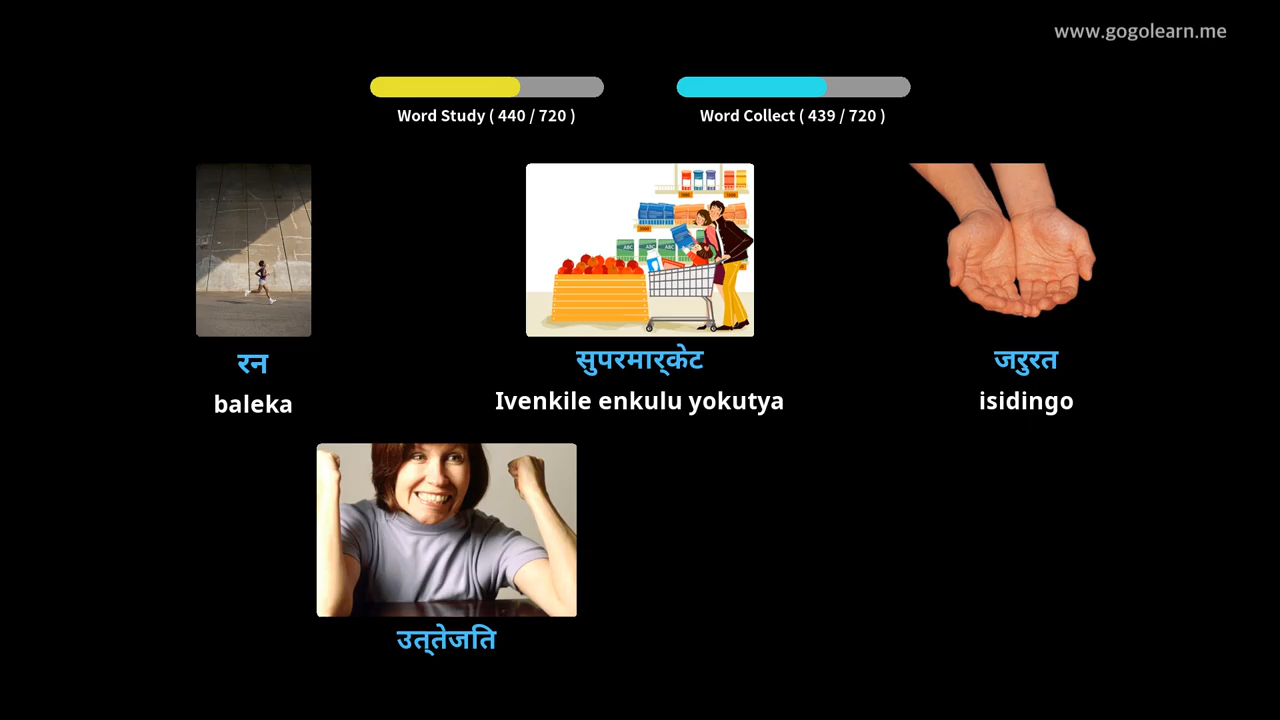 www.gogolearn.me
Word Study ( 440 / 720 )
Word Collect ( 439 / 720 )
रन
baleka
सुपरमार्केट
Ivenkile enkulu yokutya
जरुरत
isidingo
उत्तेजति